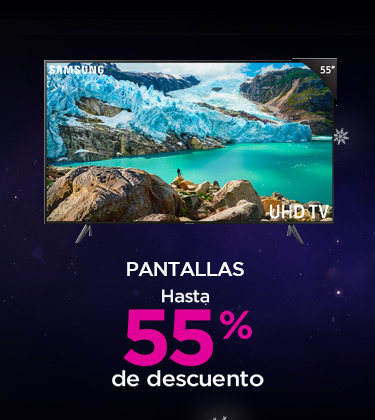 SAMSUNG
55”
UHD TV
PANTALLAS
Hasta
55%
de descuento